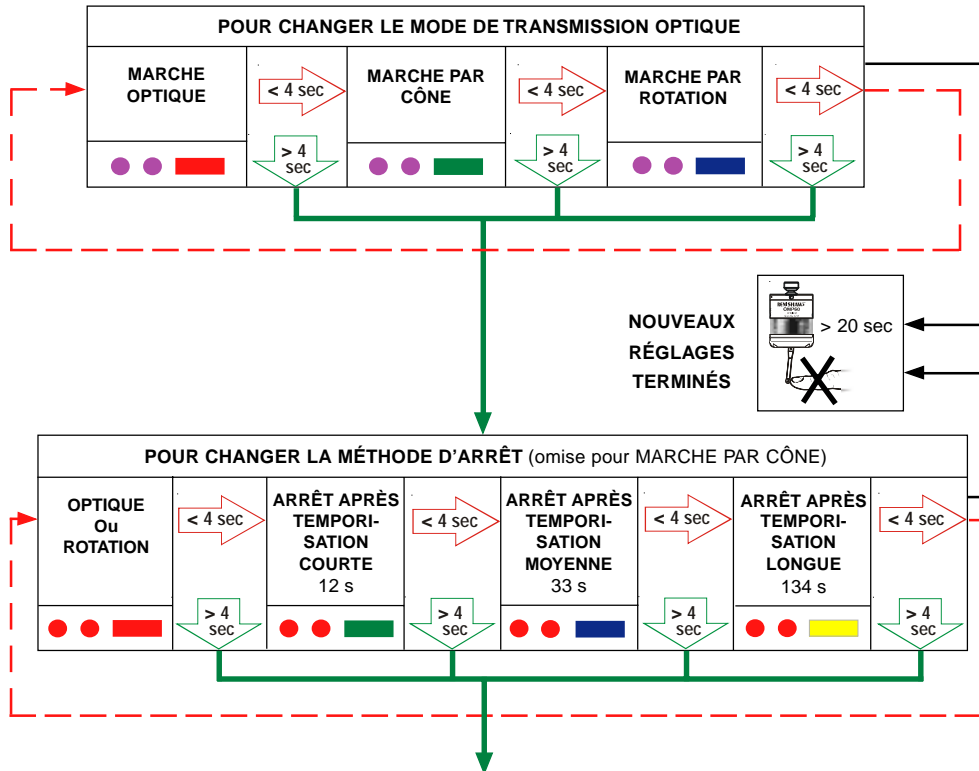 POUR CHANGER LE MODE DE TRANSMISSION OPTIQUE
MARCHE
OPTIQUE
< 4 sec
> 4
sec
MARCHE PAR
CÔNE
< 4 sec
> 4
sec
MARCHE PAR
ROTATION
< 4 sec
> 4
sec
NOUVEAUX
RÉGLAGES
TERMINÉS
RENISHAW
OMP60
> 20 sec
POUR CHANGER LA MÉTHODE D'ARRÊT (omise pour MARCHE PAR CÔNE)
OPTIQUE
Ou
ROTATION
< 4 sec
> 4
sec
ARRÊT APRÈS
TEMPORI-
SATION
COURTE
12 s
< 4 sec
> 4
sec
ARRÊT APRÈS
TEMPORI-
SATION
MOYENNE
33 s
< 4 sec
> 4
sec
ARRÊT APRÈS
TEMPORI-
SATION
LONGUE
134 s
< 4 sec
> 4
sec